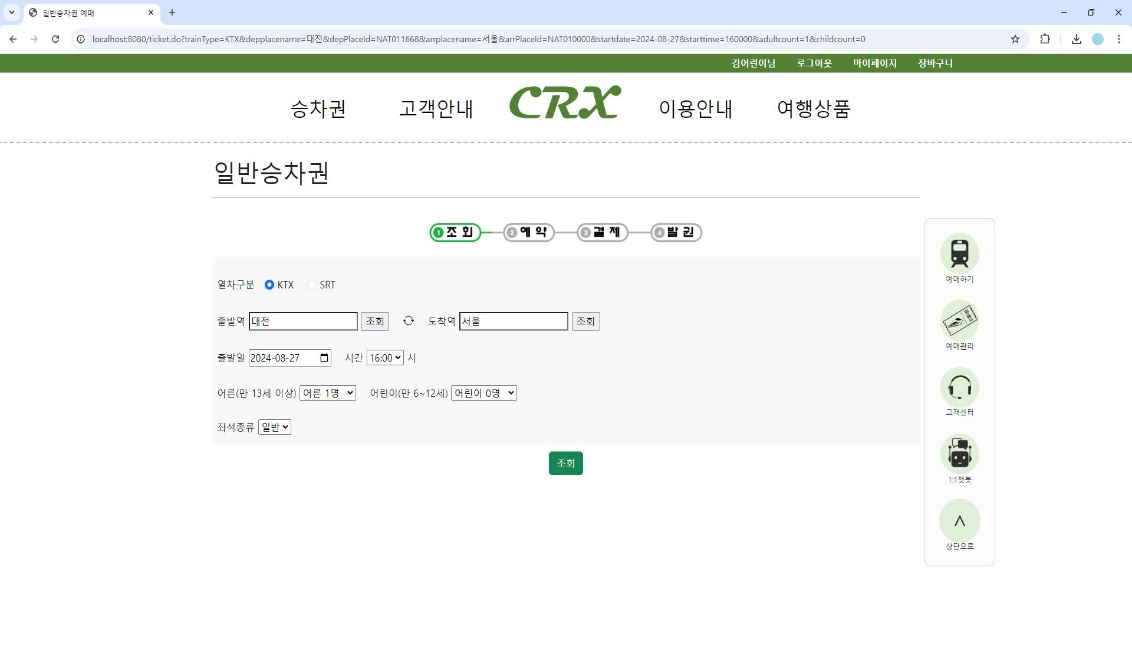 일반승차권 예매
localhost:8080/ticket.do?trainType=KTX&depplacename=대전&depPlaceId=NAT011668&arrplacename=서울&arrPlaceId=NAT010000&startdate=2024-08-27&starttime=160000&adultcount=1&childcount=0
김어린이님 로그아웃 마이페이지 장바구니
승차권 고객안내 CRX 이용안내 여행상품
일반승차권
1 조회 2 예약 3 결제 4 발권
열차구분 KTX SRT
출발역 대전 조회 도착역 서울 조회
출발일 2024-08-27 시간 16:00 시
어른(만 13세 이상) 어른 1명 어린이(만 6~12세) 어린이 0명
좌석종류 일반
조회
예매하기
예매관리
고객센터
1:1챗봇
상단으로